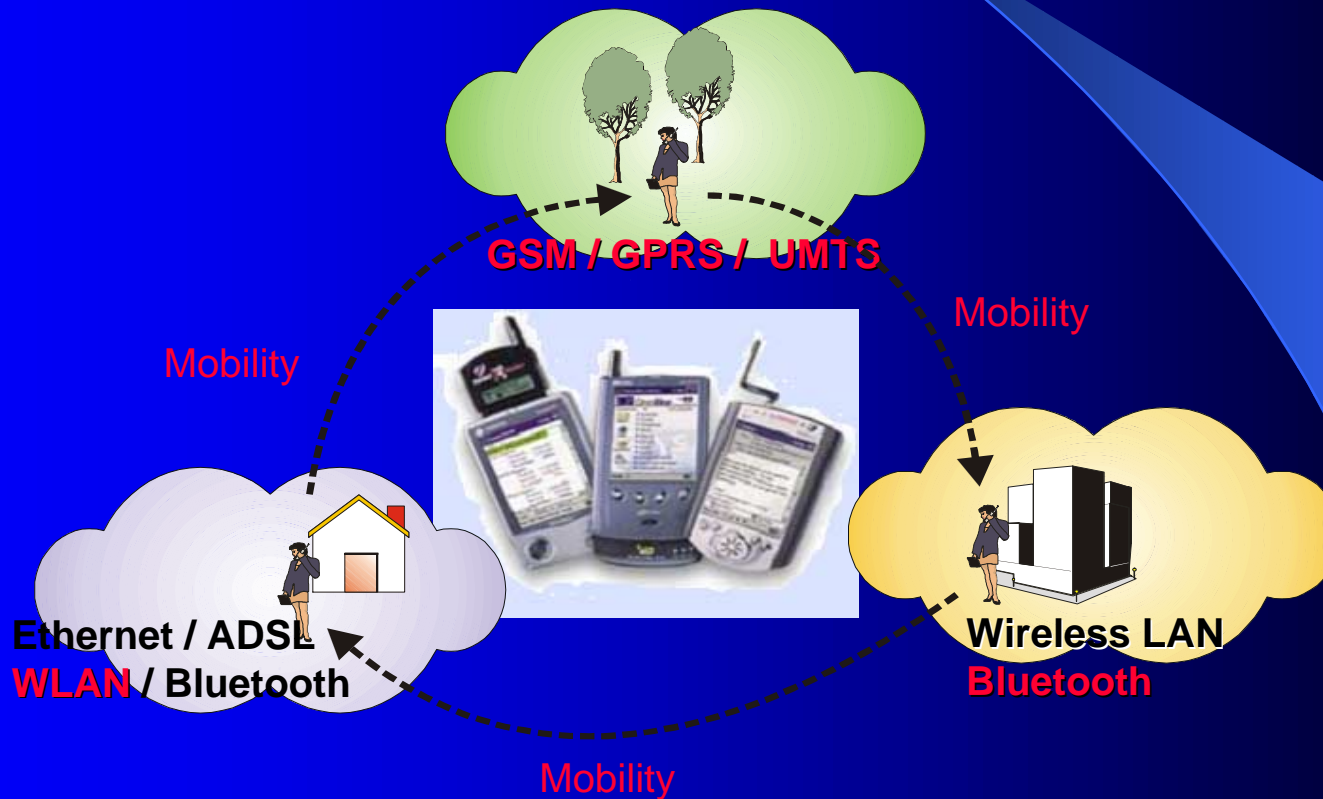 GSM / GPRS / UMTS
Mobility
Mobility
Ethernet / ADSL
WLAN / Bluetooth
Wireless LAN
Bluetooth
Mobility